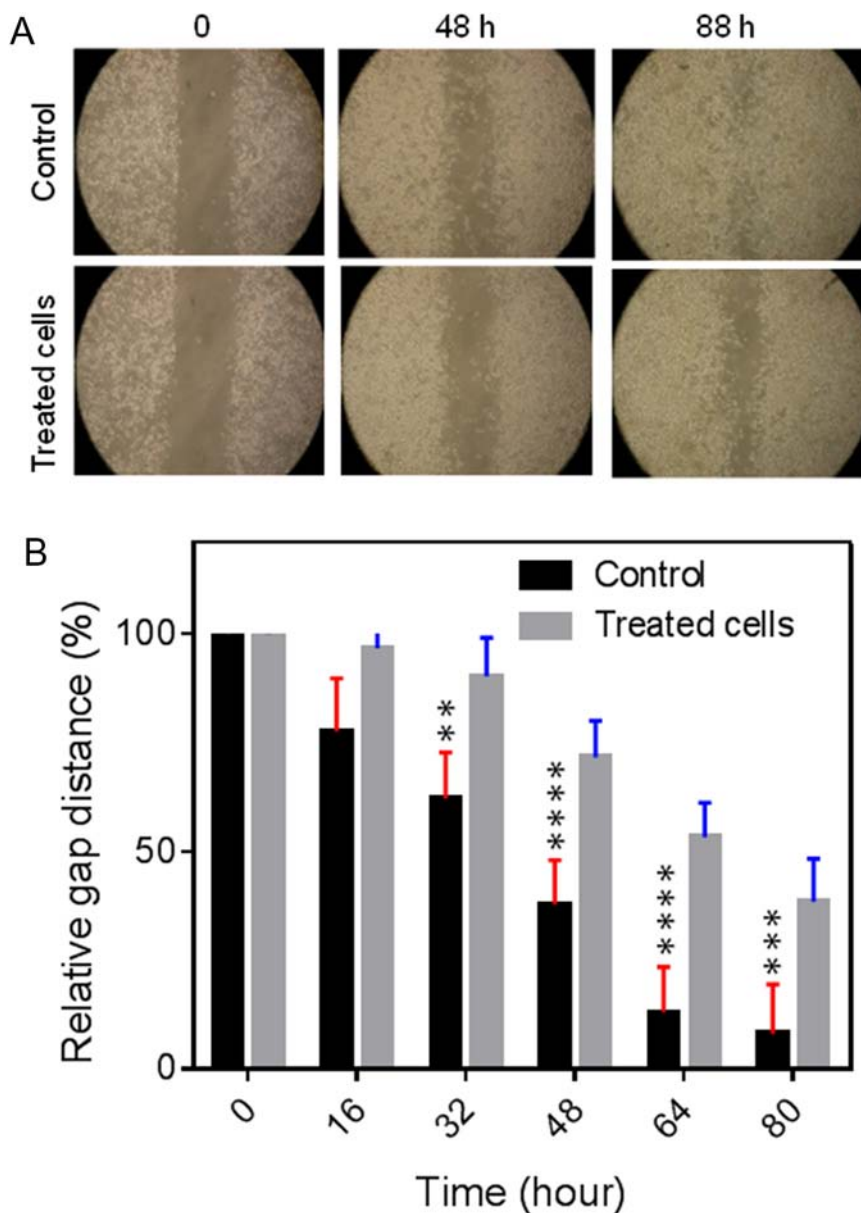 A
0 48 h 88 h
Control
Treated cells
B
Control
Treated cells
Relative gap distance (%)
100
50
0
**
****
****
***
0 16 32 48 64 80
Time (hour)